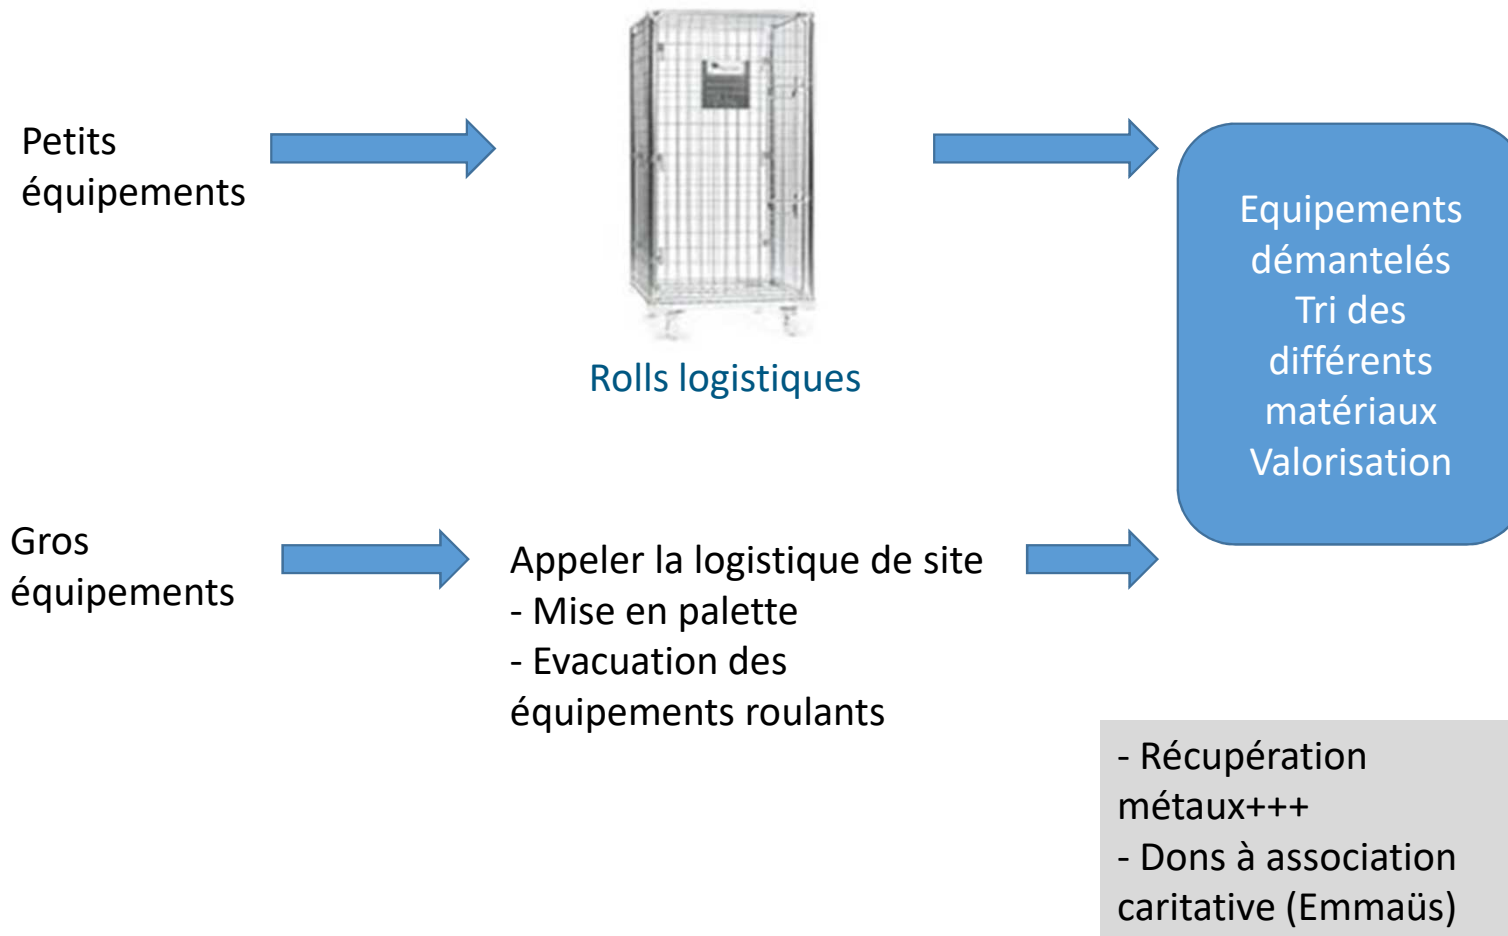 Petits
équipements
Rolls logistiques
Equipements
démantelés
Tri des
différents
matériaux
Valorisation
Gros
équipements
Appeler la logistique de site
- Mise en palette
- Evacuation des
équipements roulants
- Récupération
métaux+++
- Dons à association
caritative (Emmaüs)